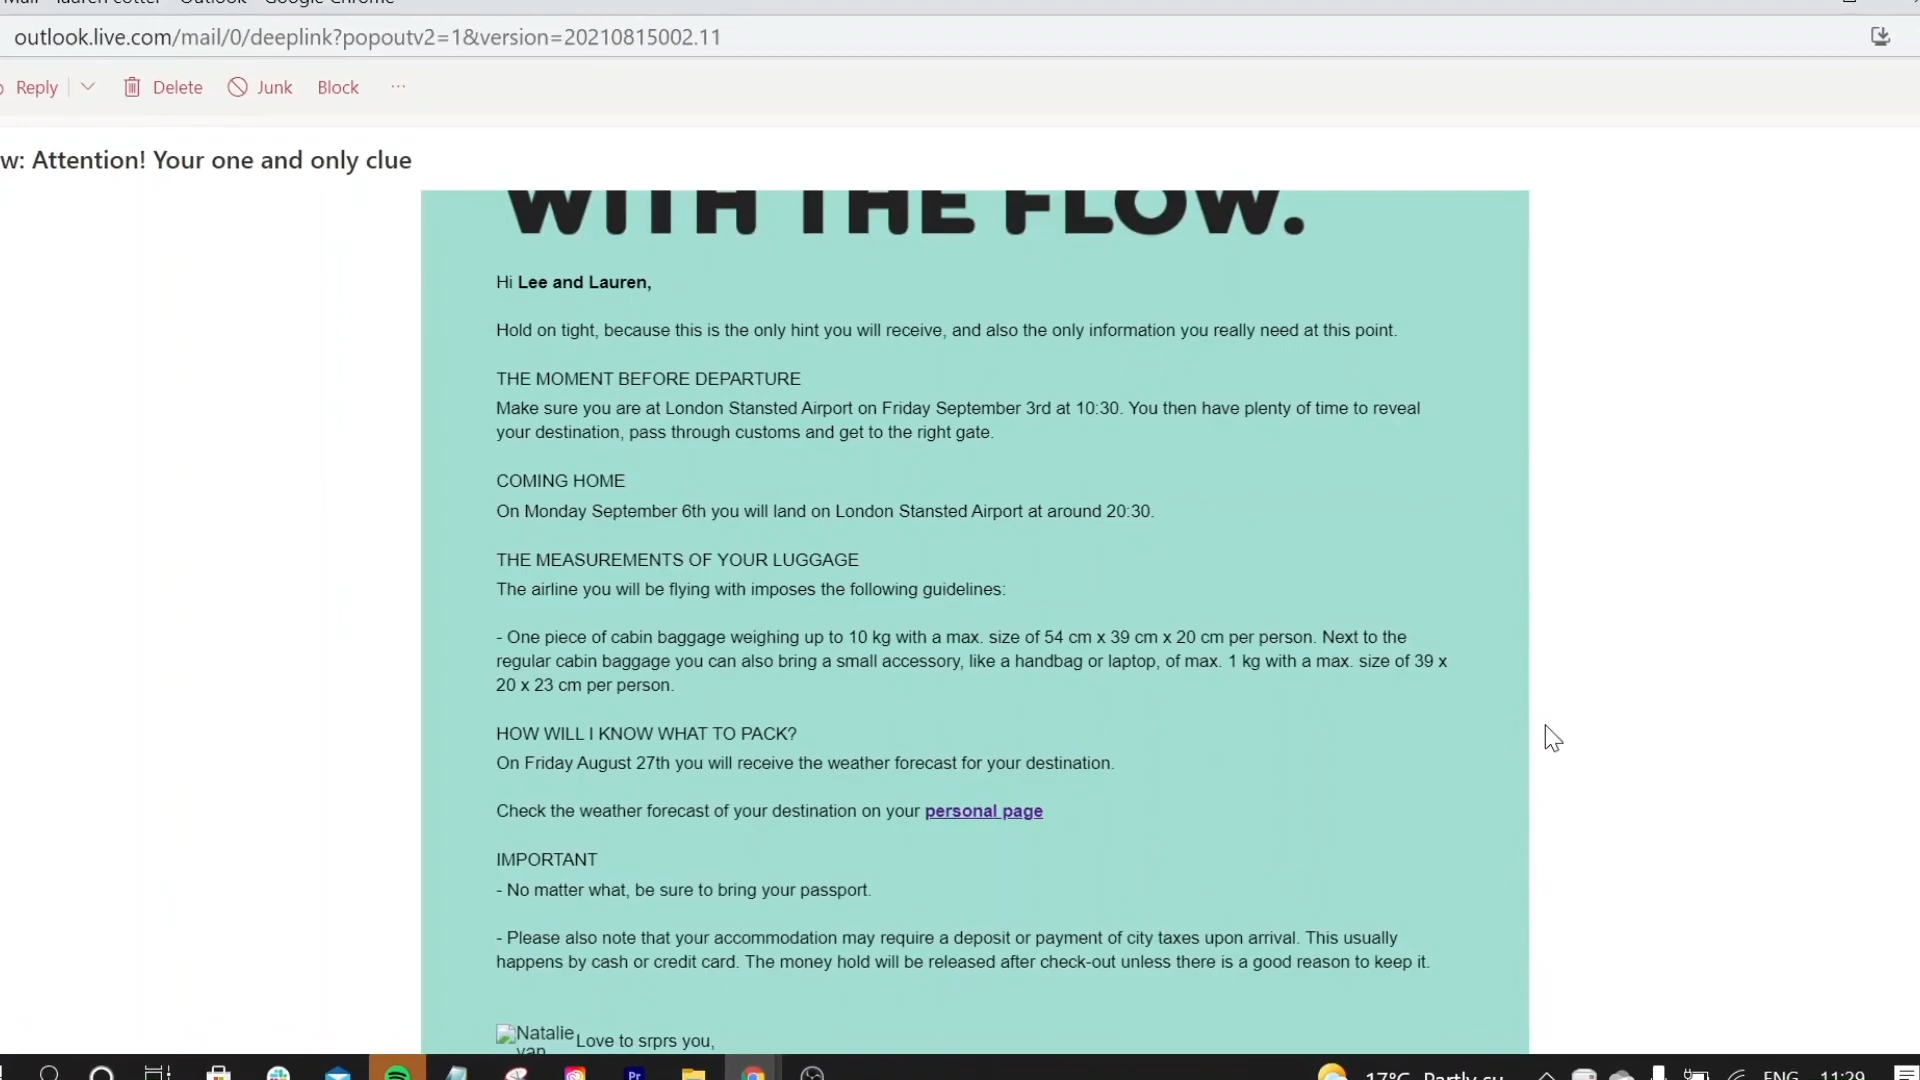 outlook.live.com/mail/0/deeplink?popoutv2=1&version=20210815002.11
Reply Delete Junk Block ...
w: Attention! Your one and only clue
WITH THE FLOW.
Hi Lee and Lauren,
Hold on tight, because this is the only hint you will receive, and also the only information you really need at this point.
THE MOMENT BEFORE DEPARTURE
Make sure you are at London Stansted Airport on Friday September 3rd at 10:30. You then have plenty of time to reveal
your destination, pass through customs and get to the right gate.
COMING HOME
On Monday September 6th you will land on London Stansted Airport at around 20:30.
THE MEASUREMENTS OF YOUR LUGGAGE
The airline you will be flying with imposes the following guidelines:
- One piece of cabin baggage weighing up to 10 kg with a max. size of 54 cm x 39 cm x 20 cm per person. Next to the
regular cabin baggage you can also bring a small accessory, like a handbag or laptop, of max. 1 kg with a max. size of 39 x
20 x 23 cm per person.
HOW WILL I KNOW WHAT TO PACK?
On Friday August 27th you will receive the weather forecast for your destination.
Check the weather forecast of your destination on your personal page
IMPORTANT
- No matter what, be sure to bring your passport.
- Please also note that your accommodation may require a deposit or payment of city taxes upon arrival. This usually
happens by cash or credit card. The money hold will be released after check-out unless there is a good reason to keep it.
Natalie
van
Love to srprs you,
Pr 17°C Partly su ENG 11:29